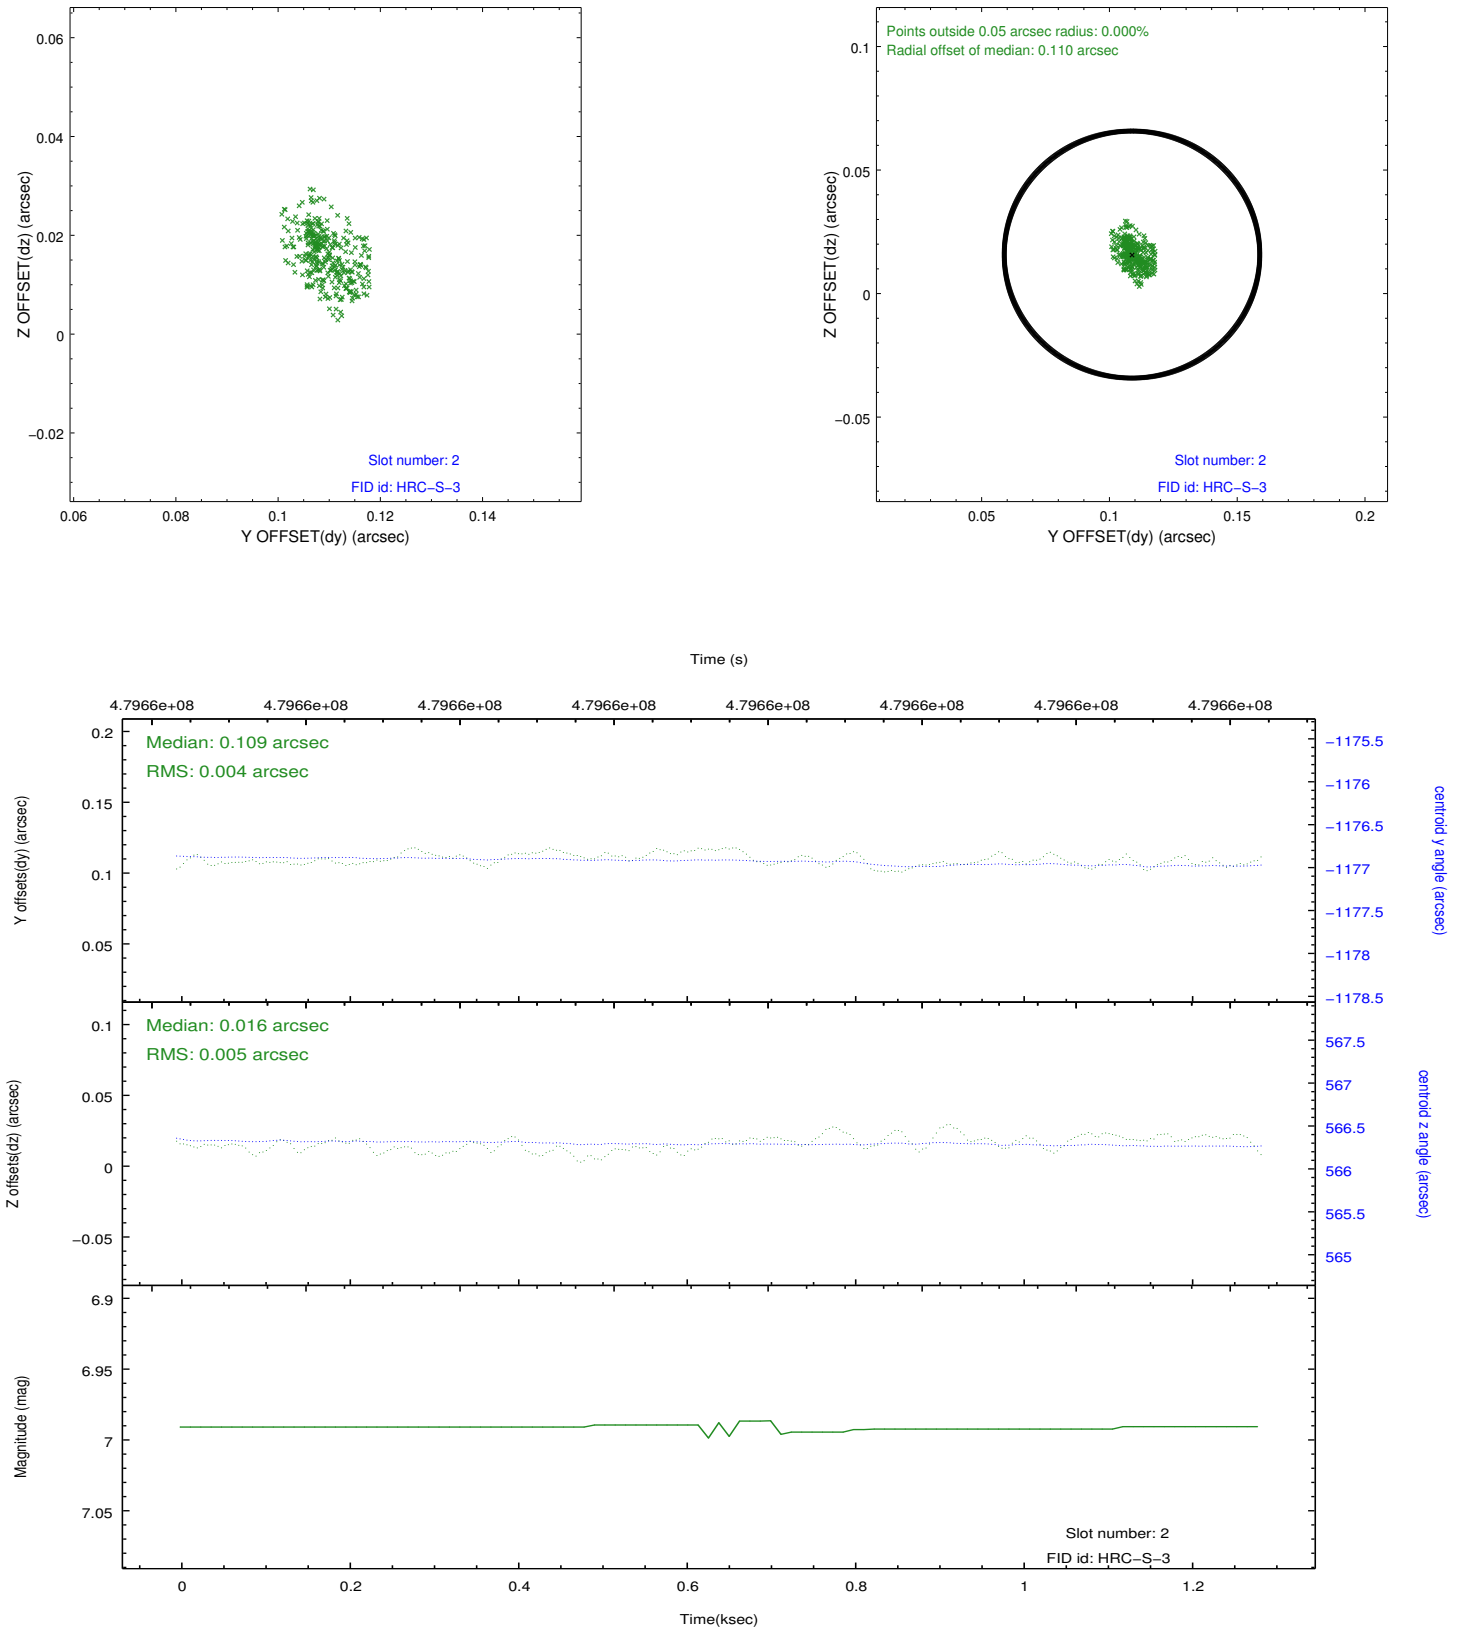 0.06
0.04
0.02
0
−0.02
Z OFFSET(dz) (arcsec)
Slot number: 2
FID id: HRC−S−3
0.06 0.08 0.1 0.12 0.14
Y OFFSET(dy) (arcsec)
Points outside 0.05 arcsec radius: 0.000%
Radial offset of median: 0.110 arcsec
0.1
0.05
0
−0.05
Z OFFSET(dz) (arcsec)
Slot number: 2
FID id: HRC−S−3
0.05 0.1 0.15 0.2
Y OFFSET(dy) (arcsec)
Time (s)
4.7966e+08 4.7966e+08 4.7966e+08 4.7966e+08 4.7966e+08 4.7966e+08 4.7966e+08 4.7966e+08
Median: 0.109 arcsec
RMS: 0.004 arcsec
0.2
0.15
0.1
0.05
Y offsets(dy) (arcsec)
−1175.5
−1176
−1176.5
−1177
−1177.5
−1178
−1178.5
centroid y angle (arcsec)
Median: 0.016 arcsec
RMS: 0.005 arcsec
0.1
0.05
0
−0.05
Z offsets(dz) (arcsec)
567.5
567
566.5
566
565.5
565
centroid z angle (arcsec)
6.9
6.95
7
7.05
Magnitude (mag)
Slot number: 2
FID id: HRC−S−3
0 0.2 0.4 0.6 0.8 1 1.2
Time(ksec)